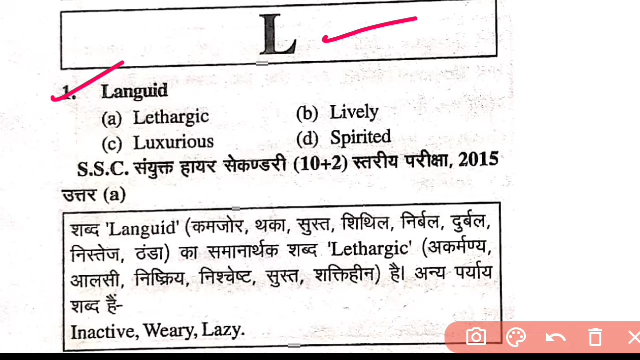 L
1. Languid
(a) Lethargic (b) Lively
(c) Luxurious (d) Spirited
S.S.C. संयुक्त हायर सेकण्डरी (10+2) स्तरीय परीक्षा, 2015
उत्तर (a)
शब्द 'Languid' (कमजोर, थका, सुस्त, शिथिल, निर्बल, दुर्बल,
निस्तेज, ठंडा) का समानार्थक शब्द 'Lethargic' (अकर्मण्य,
आलसी, निष्क्रिय, निश्चेष्ट, सुस्त, शक्तिहीन) है। अन्य पर्याय
शब्द हैं-
Inactive, Weary, Lazy.